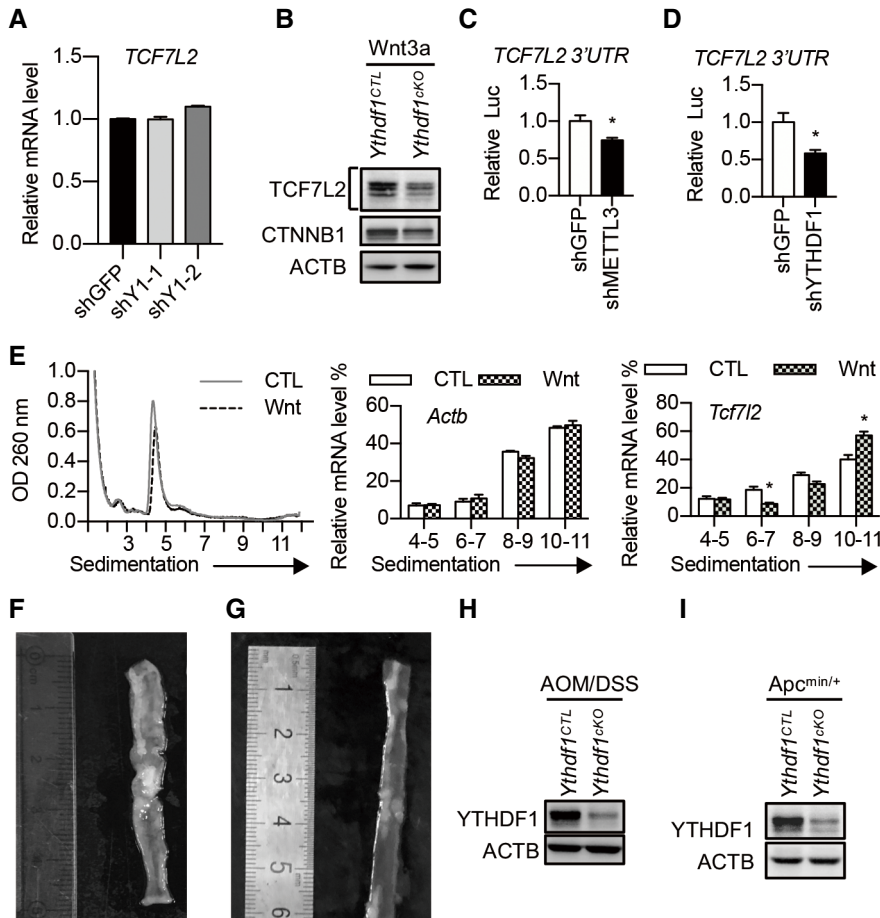 A
TCF7L2
Relative mRNA level
1.5
1.0
0.5
0.0
shGFP
shY1-1
shY1-2
B
Wnt3a
Ythdf1CTL
Ythdf1cKO
TCF7L2
CTNNB1
ACTB
C
TCF7L2 3'UTR
Relative Luc
1.5
1.0
0.5
0.0
*
shGFP
shMETTL3
D
TCF7L2 3'UTR
Relative Luc
1.5
1.0
0.5
0.0
*
shGFP
shYTHDF1
E
OD 260 nm
1.0
0.8
0.6
0.4
0.2
0.0
CTL
Wnt
3 5 7 9 11
Sedimentation
Relative mRNA level %
CTL Wnt
Actb
60
40
20
0
4-5 6-7 8-9 10-11
Sedimentation
Relative mRNA level %
CTL Wnt
Tcf7l2
80
60
40
20
0
*
*
4-5 6-7 8-9 10-11
Sedimentation
F
1
2
G
1
2
3
4
5
6
H
AOM/DSS
Ythdf1CTL
Ythdf1cKO
YTHDF1
ACTB
I
Apcmin/+
Ythdf1CTL
Ythdf1cKO
YTHDF1
ACTB